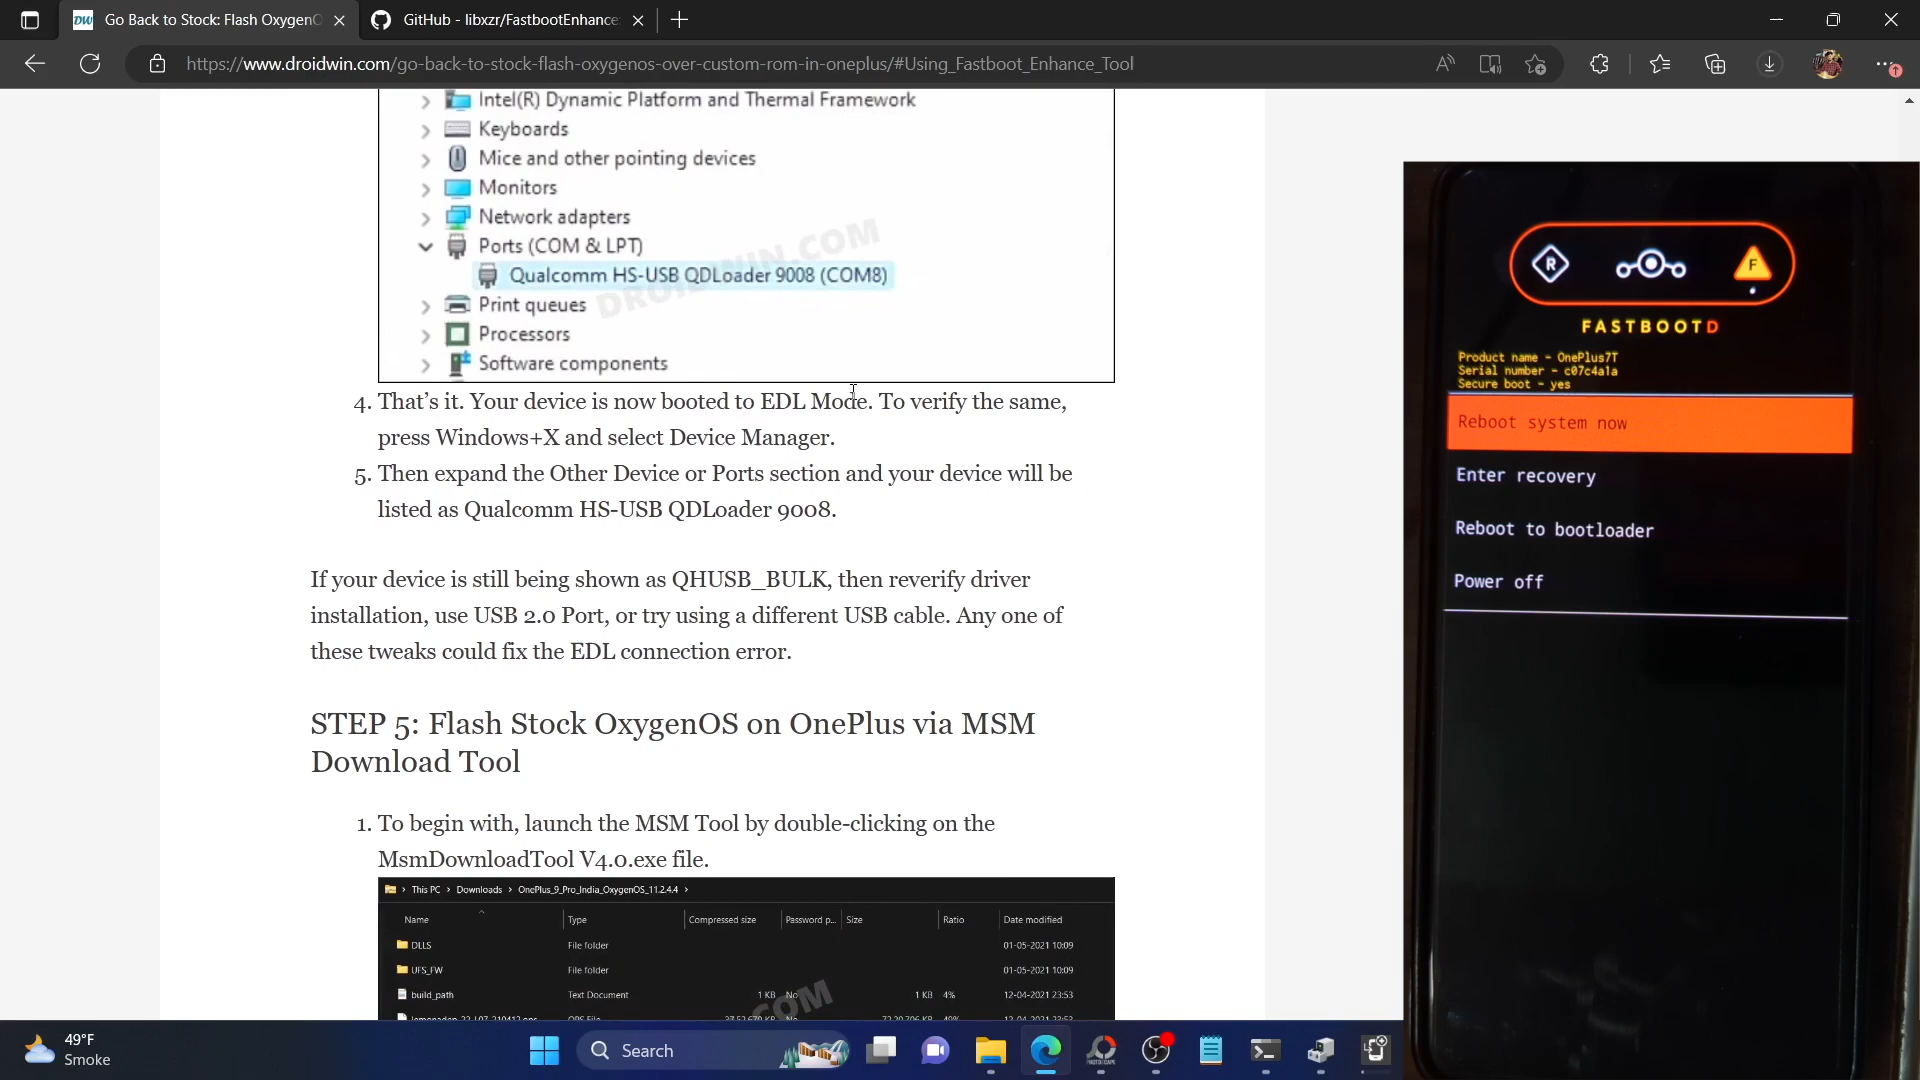 Go Back to Stock: Flash OxygenO
GitHub - libxzr/FastbootEnhance:
https://www.droidwin.com/go-back-to-stock-flash-oxygenos-over-custom-rom-in-oneplus/#Using_Fastboot_Enhance_Tool
Intel(R) Dynamic Platform and Thermal Framework
Keyboards
Mice and other pointing devices
Monitors
Network adapters
Ports (COM & LPT)
Qualcomm HS-USB QDLoader 9008 (COM8)
Print queues
Processors
Software components
DROIDWIN.COM
4. That’s it. Your device is now booted to EDL Mode. To verify the same,
press Windows+X and select Device Manager.
5. Then expand the Other Device or Ports section and your device will be
listed as Qualcomm HS-USB QDLoader 9008.
If your device is still being shown as QHUSB_BULK, then reverify driver
installation, use USB 2.0 Port, or try using a different USB cable. Any one of
these tweaks could fix the EDL connection error.
STEP 5: Flash Stock OxygenOS on OnePlus via MSM
Download Tool
1. To begin with, launch the MSM Tool by double-clicking on the
MsmDownloadTool V4.0.exe file.
This PC > Downloads > OnePlus_9_Pro_India_OxygenOS_11.2.4.4 >
Name Type Compressed size Password p... Size Ratio Date modified
DLLS File folder 01-05-2021 10:09
UFS_FW File folder 01-05-2021 10:09
build_path Text Document 1 KB No 1 KB 4% 12-04-2021 23:53
.COM
R
F
FASTBOOTD
Product name - OnePlus7T
Serial number - c07c4a1a
Secure boot - yes
Reboot system now
Enter recovery
Reboot to bootloader
Power off
49°F
Smoke
Search